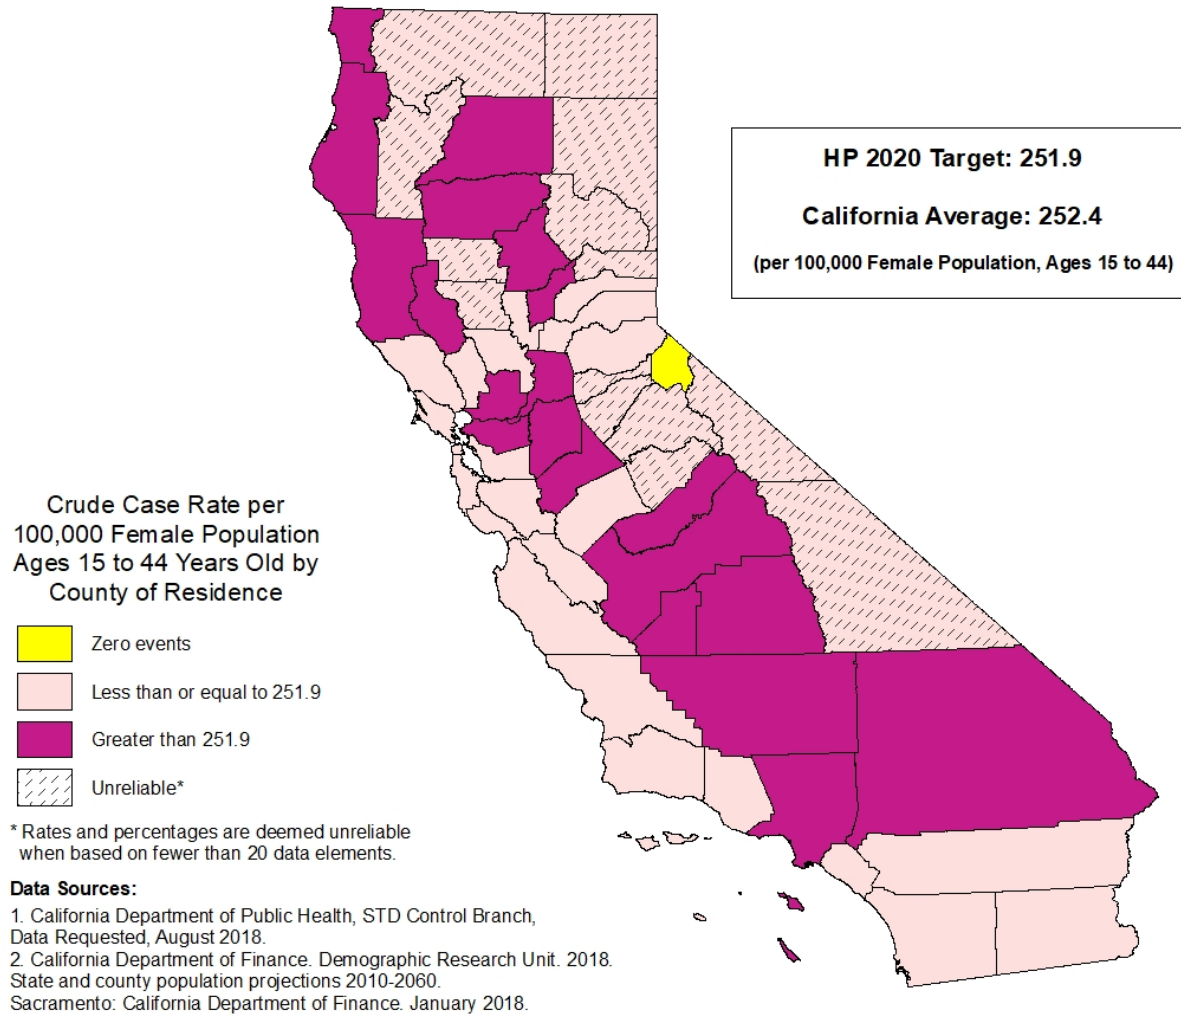 HP 2020 Target: 251.9
California Average: 252.4
(per 100,000 Female Population, Ages 15 to 44)
Crude Case Rate per
100,000 Female Population
Ages 15 to 44 Years Old by
County of Residence
Zero events
Less than or equal to 251.9
Greater than 251.9
Unreliable*
* Rates and percentages are deemed unreliable
when based on fewer than 20 data elements.
Data Sources:
1. California Department of Public Health, STD Control Branch,
Data Requested, August 2018.
2. California Department of Finance. Demographic Research Unit. 2018.
State and county population projections 2010-2060.
Sacramento: California Department of Finance. January 2018.